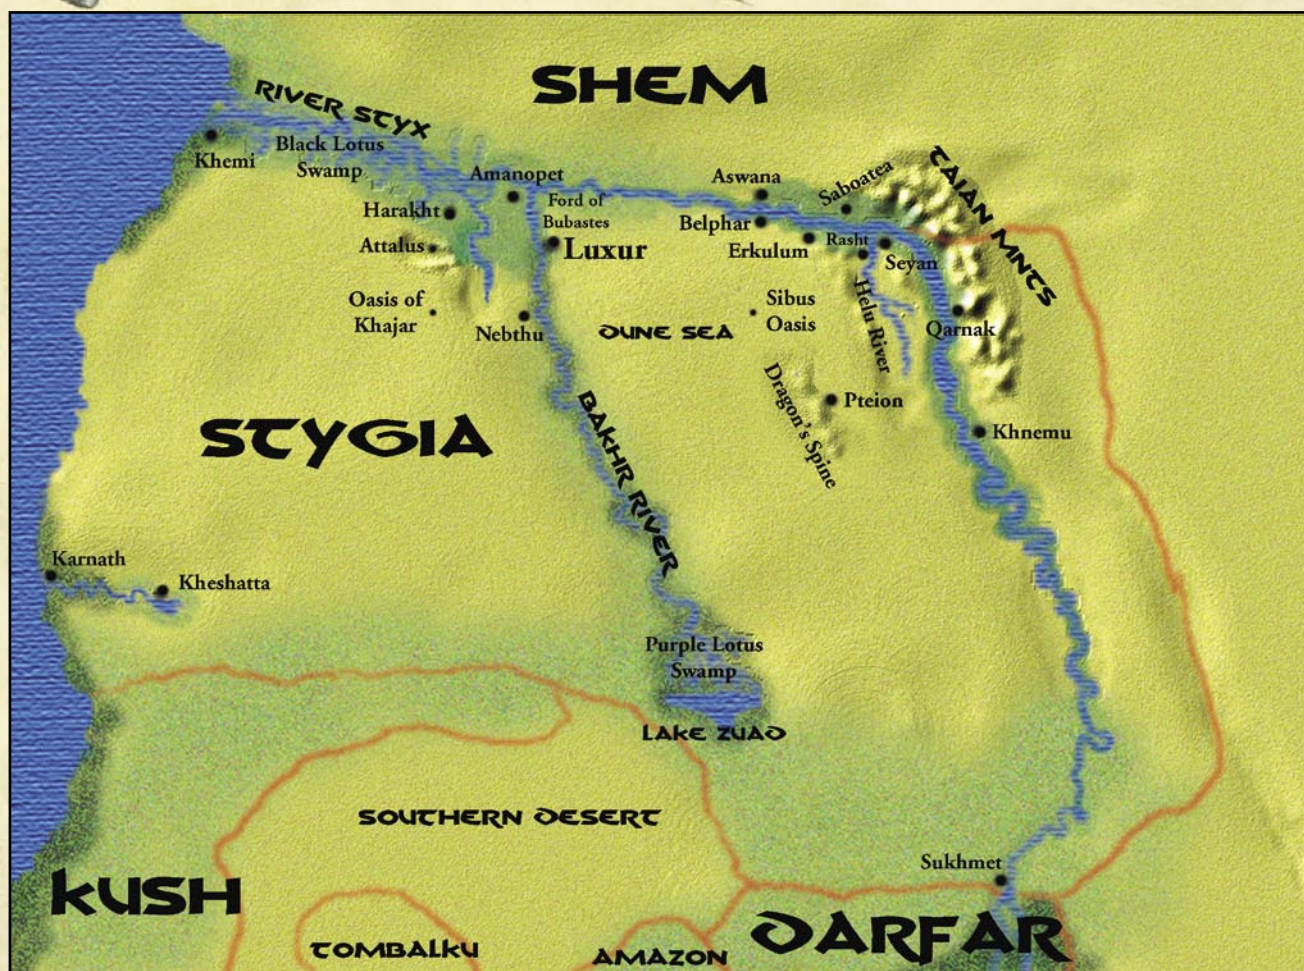 SHEM
RIVER STYX
Khemi
Black Lotus
Swamp
Amanopet
Harakht
Ford of
Bubastes
Attalus
Luxur
Aswana
Saboatea
TAIAN MNTS
Belphar
Erkulum
Rasht
Seyan
Oasis of
Khajar
Nebthu
DUNE SEA
Sibus
Oasis
Helu River
Qarnak
Dragon's Spine
Pteion
STYGIA
BAKHR RIVER
Khnemu
Karnath
Kheshatta
Purple Lotus
Swamp
LAKE ZUAD
SOUTHERN DESERT
KUSH
Sukhmet
DARFAR
TOMBALKU
AMAZON